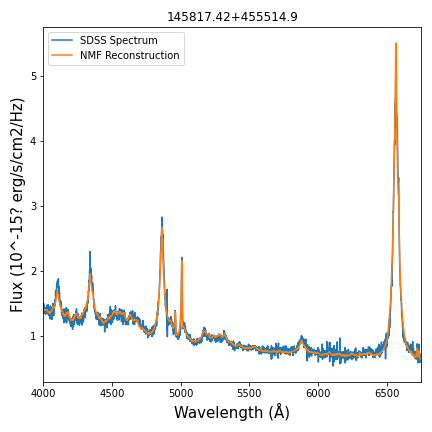 145817.42+455514.9
SDSS Spectrum
NMF Reconstruction
Flux (10^-15? erg/s/cm2/Hz)
5
4
3
2
1
4000 4500 5000 5500 6000 6500
Wavelength (Å)